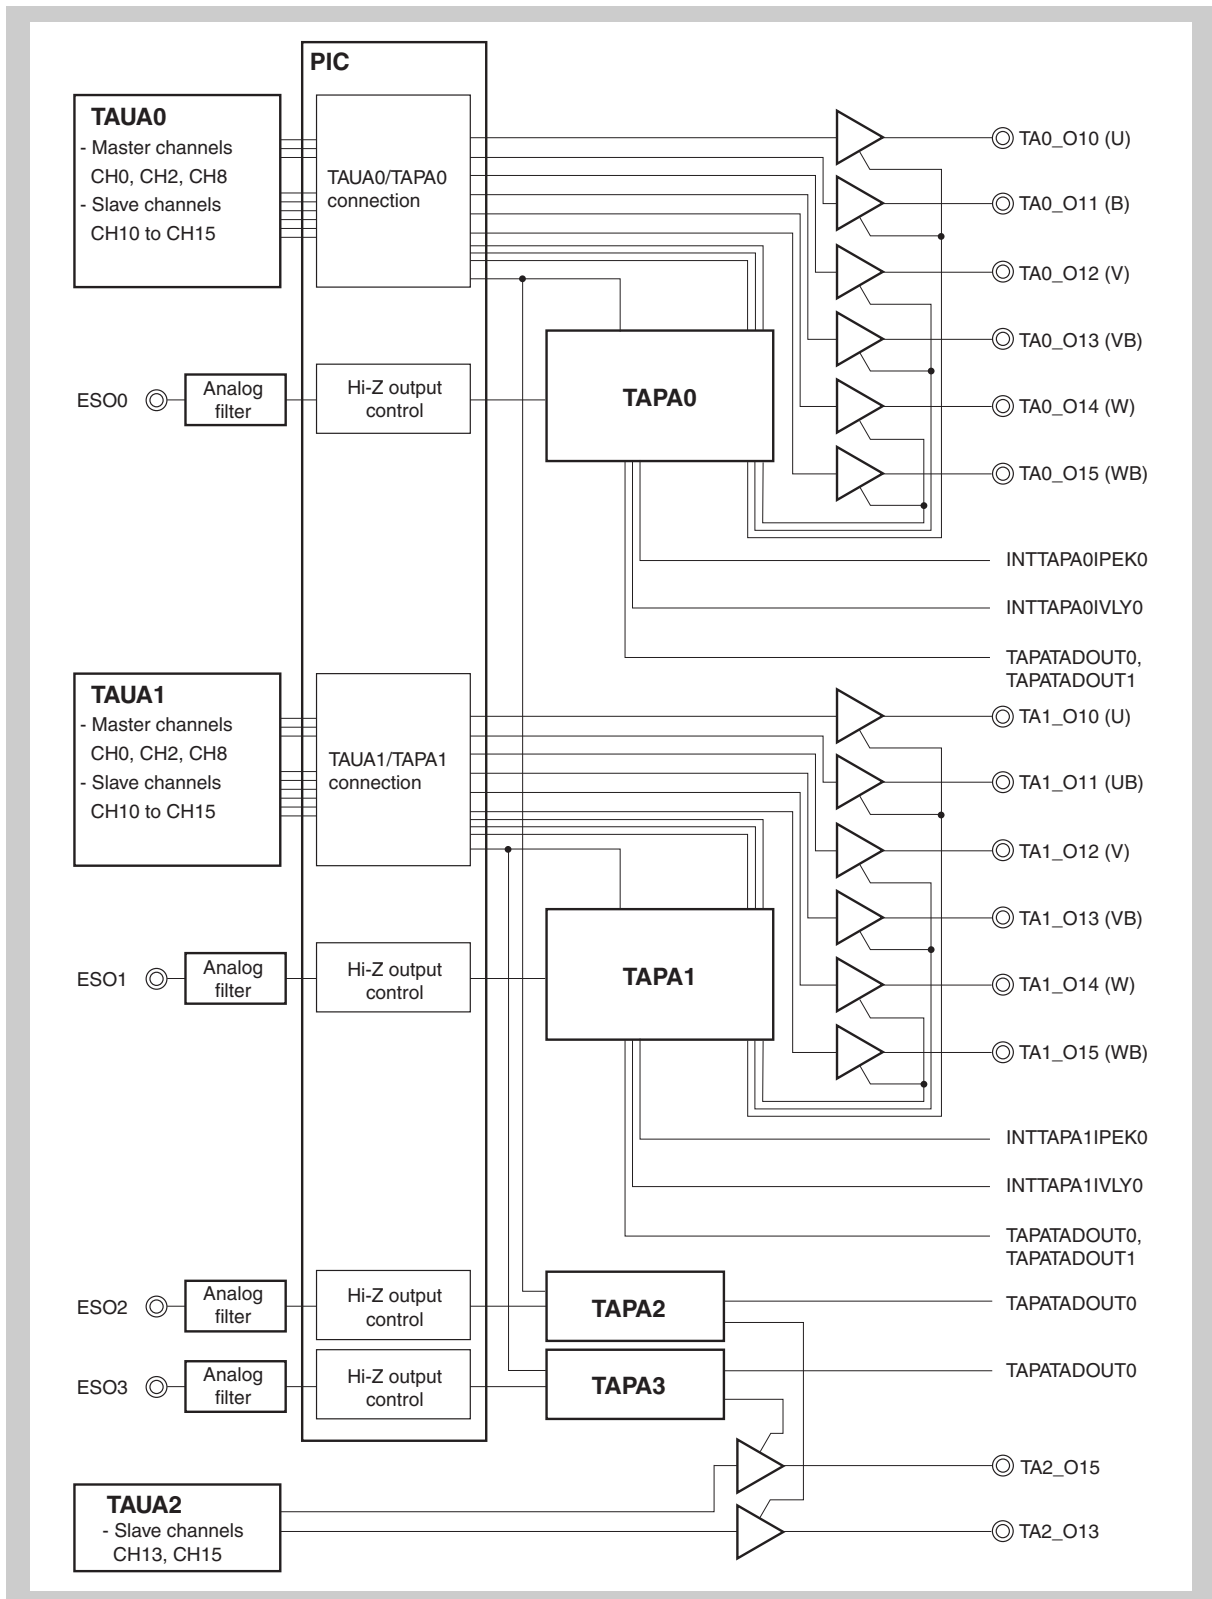 PIC
TAUA0
- Master channels
CH0, CH2, CH8
- Slave channels
CH10 to CH15
TAUA0/TAPA0
connection
TA0_O10 (U)
TA0_O11 (B)
TA0_O12 (V)
TA0_O13 (VB)
TA0_O14 (W)
TA0_O15 (WB)
ESO0
Analog
filter
Hi-Z output
control
TAPA0
INTTAPA0IPEK0
INTTAPA0IVLY0
TAPATADOUT0,
TAPATADOUT1
TAUA1
- Master channels
CH0, CH2, CH8
- Slave channels
CH10 to CH15
TAUA1/TAPA1
connection
TA1_O10 (U)
TA1_O11 (UB)
TA1_O12 (V)
TA1_O13 (VB)
TA1_O14 (W)
TA1_O15 (WB)
ESO1
Analog
filter
Hi-Z output
control
TAPA1
INTTAPA1IPEK0
INTTAPA1IVLY0
TAPATADOUT0,
TAPATADOUT1
ESO2
Analog
filter
Hi-Z output
control
TAPA2
TAPATADOUT0
ESO3
Analog
filter
Hi-Z output
control
TAPA3
TAPATADOUT0
TAUA2
- Slave channels
CH13, CH15
TA2_O15
TA2_O13